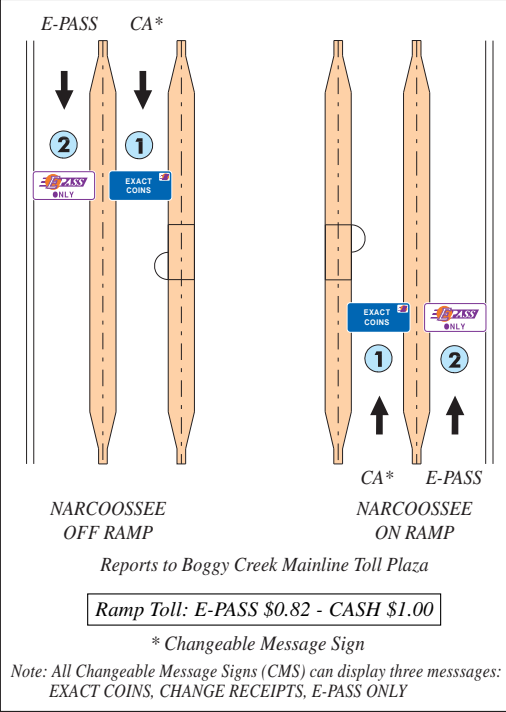 E-PASS CA*
2 1
E-PASS
ONLY
EXACT
COINS
EXACT
COINS
E-PASS
ONLY
1 2
CA* E-PASS
NARCOOSSEE
OFF RAMP
NARCOOSSEE
ON RAMP
Reports to Boggy Creek Mainline Toll Plaza
Ramp Toll: E-PASS $0.82 - CASH $1.00
* Changeable Message Sign
Note: All Changeable Message Signs (CMS) can display three messsages:
EXACT COINS, CHANGE RECEIPTS, E-PASS ONLY